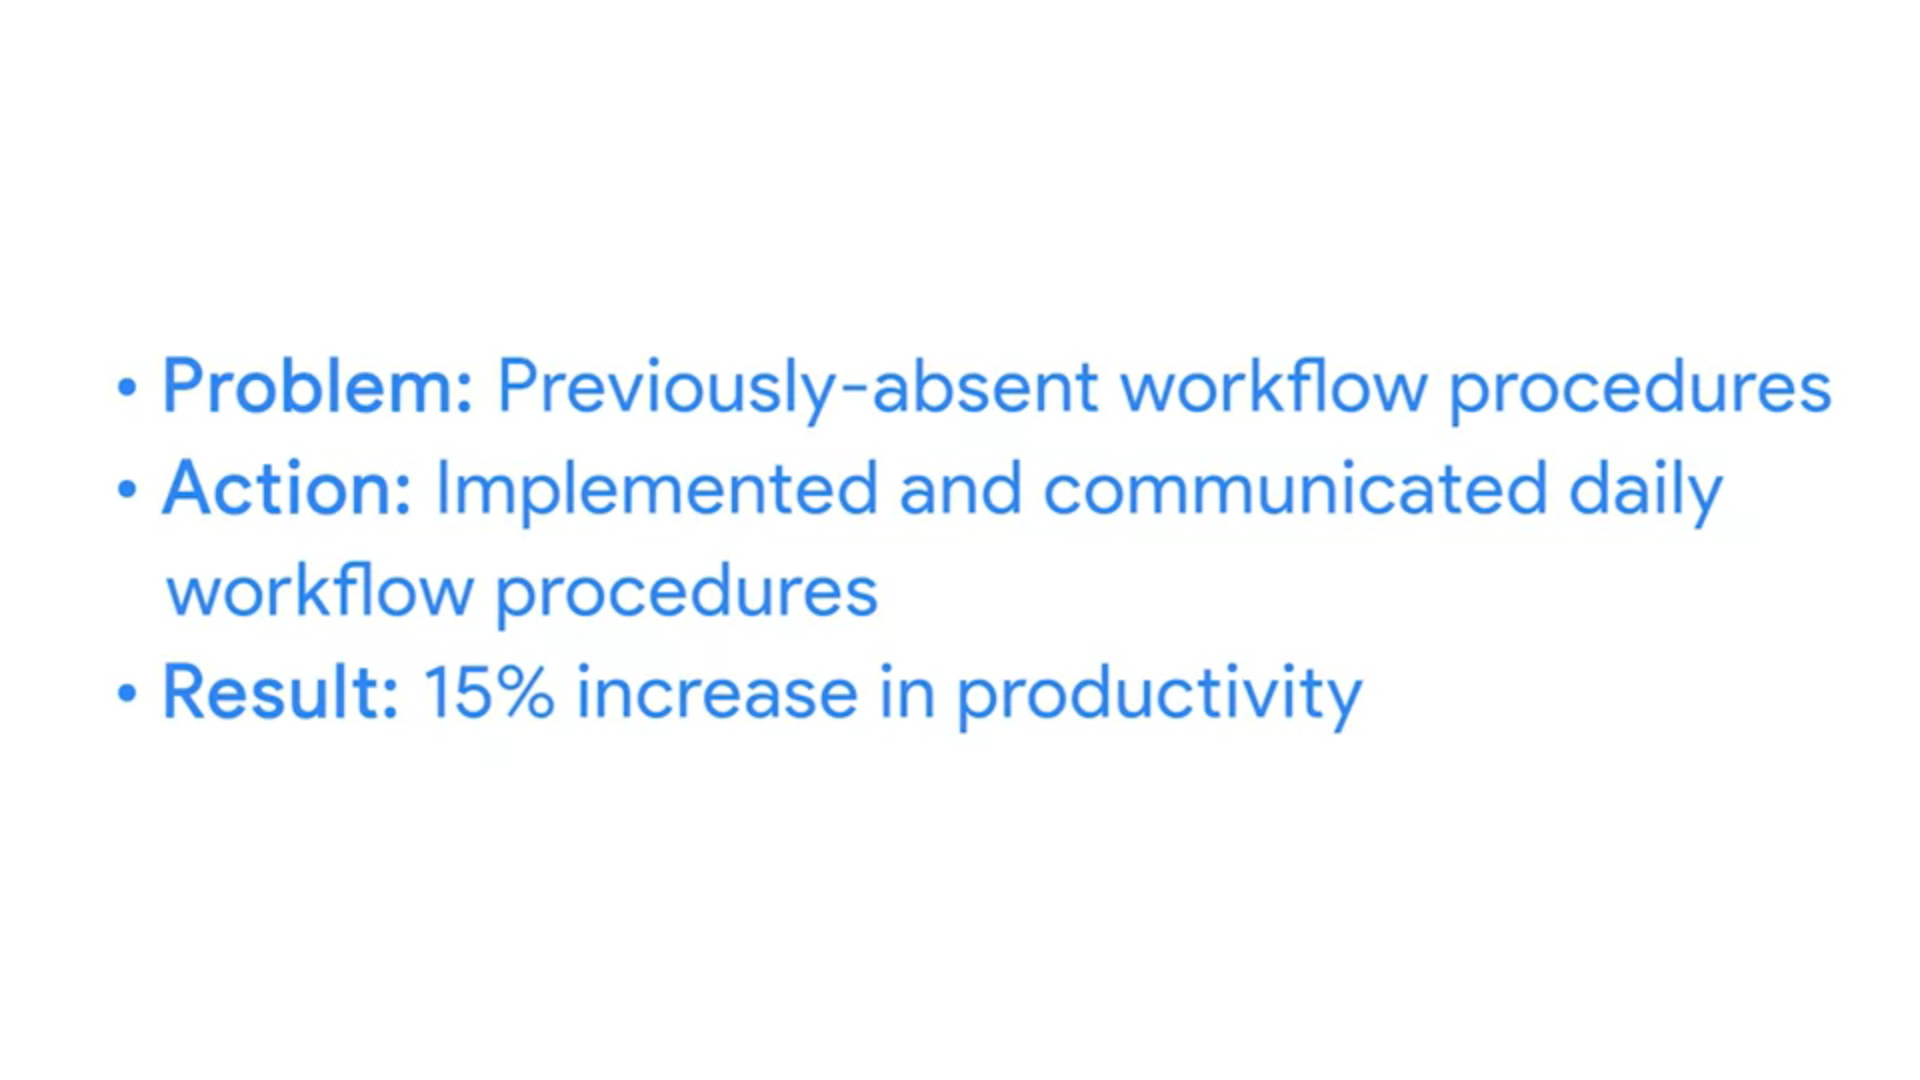 • Problem: Previously-absent workflow procedures
• Action: Implemented and communicated daily
workflow procedures
• Result: 15% increase in productivity